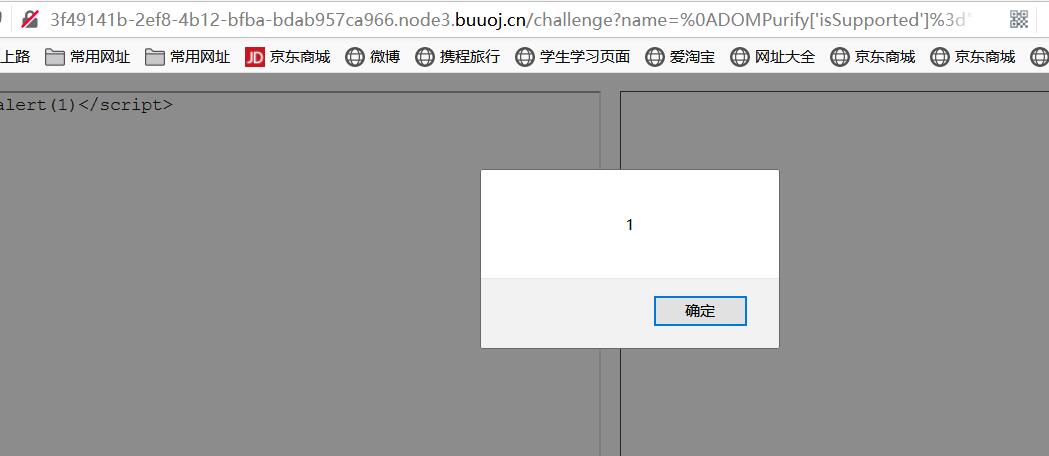 3f49141b-2ef8-4b12-bfba-bdab957ca966.node3.buuoj.cn/challenge?name=%0ADOMPurify['isSupported']%3d"
上路 常用网址 常用网址 JD 京东商城 微博 携程旅行 学生学习页面 爱淘宝 网址大全 京东商城 京东商城
alert(1)</script>
1
确定